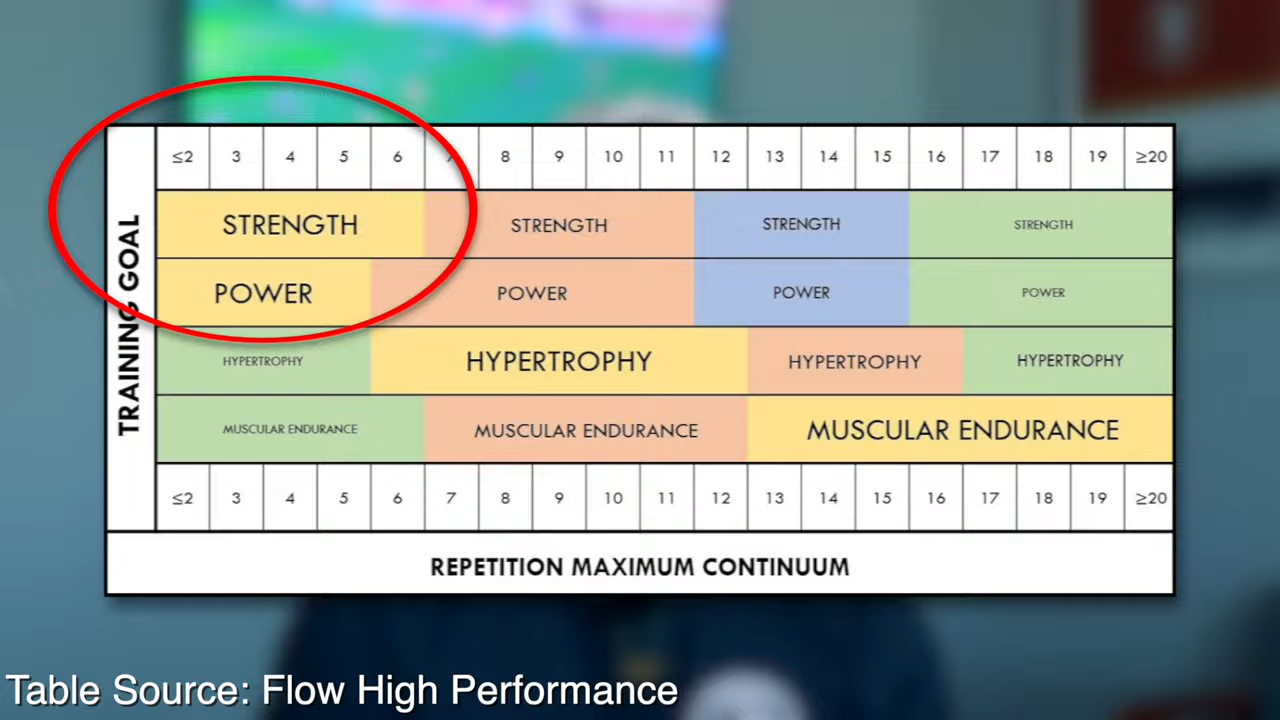 ≤2 3 4 5 6 7 8 9 10 11 12 13 14 15 16 17 18 19 ≥20
TRAINING GOAL
STRENGTH STRENGTH STRENGTH STRENGTH
POWER POWER POWER POWER
HYPERTROPHY HYPERTROPHY HYPERTROPHY HYPERTROPHY
MUSCULAR ENDURANCE MUSCULAR ENDURANCE MUSCULAR ENDURANCE
≤2 3 4 5 6 7 8 9 10 11 12 13 14 15 16 17 18 19 ≥20
REPETITION MAXIMUM CONTINUUM
Table Source: Flow High Performance